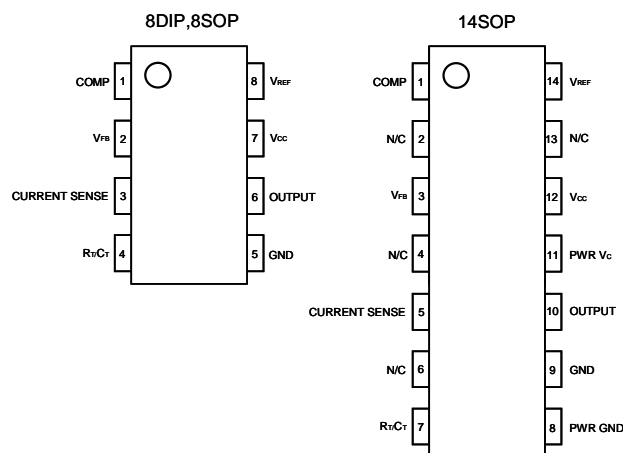 8DIP,8SOP
COMP 1 8 VREF
VFB 2 7 VCC
CURRENT SENSE 3 6 OUTPUT
RT/CT 4 5 GND
14SOP
COMP 1 14 VREF
N/C 2 13 N/C
VFB 3 12 VCC
N/C 4 11 PWR VC
CURRENT SENSE 5 10 OUTPUT
N/C 6 9 GND
RT/CT 7 8 PWR GND